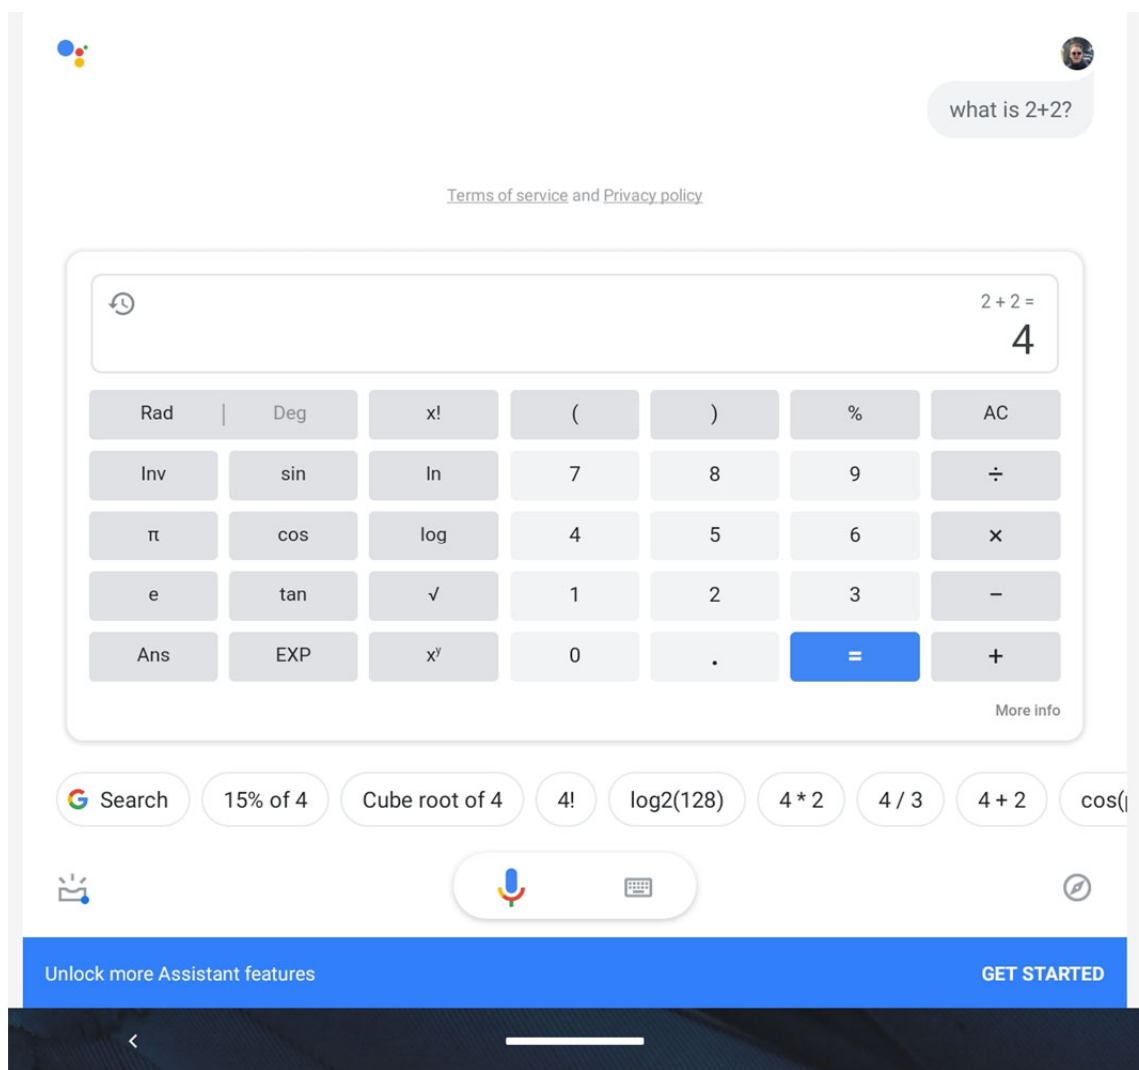 what is 2+2?
Terms of service and Privacy policy
2 + 2 =
4
Rad | Deg x! ( ) % AC
Inv sin ln 7 8 9 ÷
π cos log 4 5 6 ×
e tan √ 1 2 3 −
Ans EXP xʸ 0 . = +
More info
G Search 15% of 4 Cube root of 4 4! log2(128) 4 * 2 4 / 3 4 + 2 cos(
Unlock more Assistant features GET STARTED